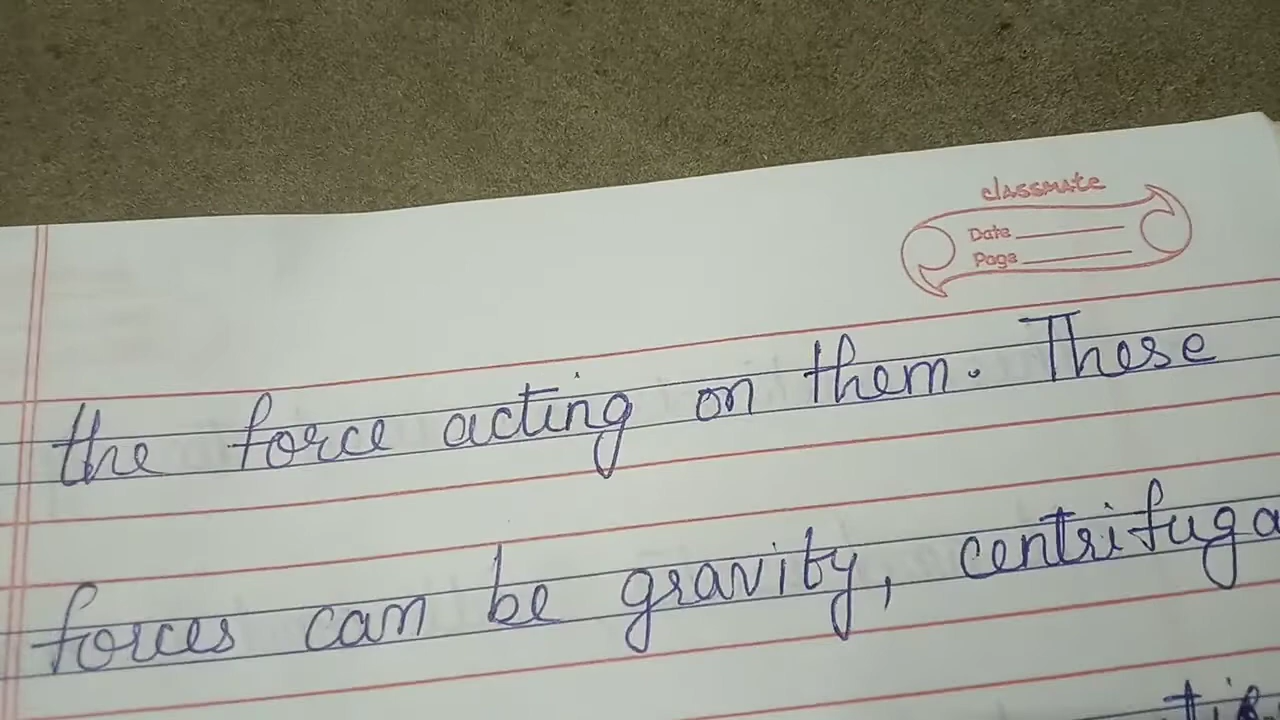 classmate
Date
Page
the force acting on them. These
forces can be gravity, centrifuga